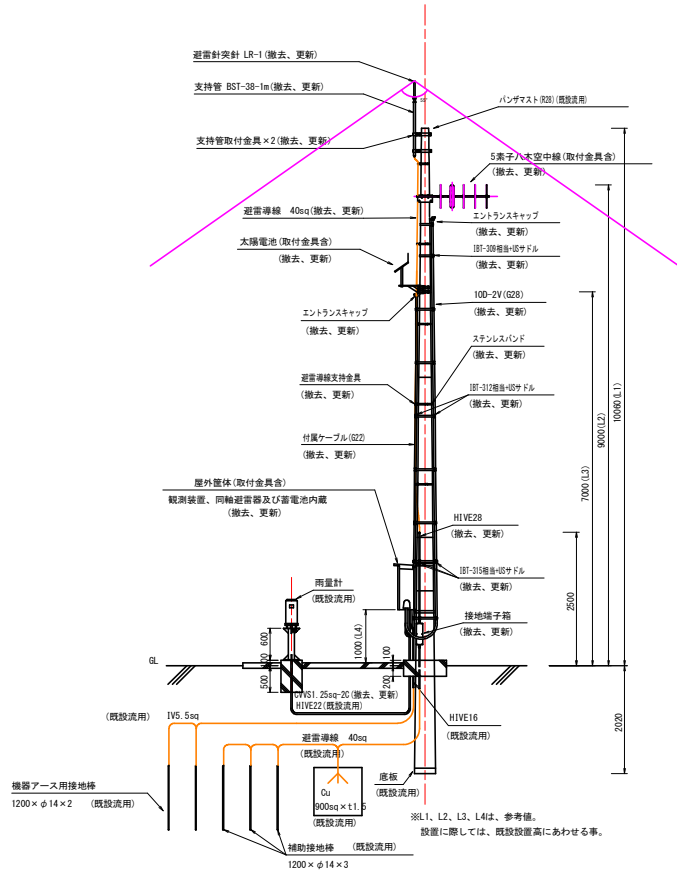 避雷針突針 LR-1(撤去、更新)
支持管 BST-38-1m(撤去、更新)
パンザマスト(R28)(既設流用)
55°
支持管取付金具×2(撤去、更新)
5素子八木空中線(取付金具含)
(撤去、更新)
避雷導線 40sq(撤去、更新)
エントランスキャップ
(撤去、更新)
太陽電池(取付金具含)
(撤去、更新)
IBT-309相当+USサドル
(撤去、更新)
10D-2V(G28)
(撤去、更新)
エントランスキャップ
(撤去、更新)
ステンレスバンド
(撤去、更新)
避雷導線支持金具
(撤去、更新)
IBT-312相当+USサドル
(撤去、更新)
付属ケーブル(G22)
(撤去、更新)
屋外筐体(取付金具含)
観測装置、同軸避雷器及び蓄電池内蔵
(撤去、更新)
HIVE28
(撤去、更新)
IBT-315相当+USサドル
(撤去、更新)
雨量計
(既設流用)
接地端子箱
(撤去、更新)
10060(L1)
9000(L2)
7000(L3)
2500
1000(L4)
600
100
500
200
2020
GL
CVVS1.25sq-2C(撤去、更新)
HIVE22(既設流用)
(既設流用) IV5.5sq
HIVE16
(既設流用)
避雷導線 40sq
(既設流用)
底板
(既設流用)
機器アース用接地棒
1200×φ14×2 (既設流用)
Cu
900sq×t1.5
(既設流用)
補助接地棒 (既設流用)
1200×φ14×3
※L1、L2、L3、L4は、参考値。
設置に際しては、既設設置高にあわせる事。